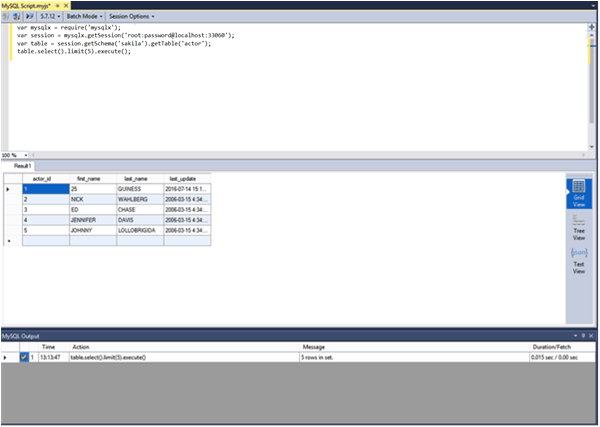 MySQL Script.myjs*
5.7.12 Batch Mode Session Options
var mysqlx = require('mysqlx');
var session = mysqlx.getSession('root:password@localhost:33060');
var table = session.getSchema('sakila').getTable('actor');
table.select().limit(5).execute();
100 %
Result1
actor_id first_name last_name last_update
1 25 GUINESS 2016-07-14 15:1...
2 NICK WAHLBERG 2006-03-15 4:34:...
3 ED CHASE 2006-03-15 4:34:...
4 JENNIFER DAVIS 2006-03-15 4:34:...
5 JOHNNY LOLLOBRIGIDA 2006-03-15 4:34:...
Grid
View
Tree
View
Text
View
MySQL Output
Time Action Message Duration/Fetch
1 13:13:47 table.select().limit(5).execute() 5 rows in set. 0.015 sec / 0.00 sec